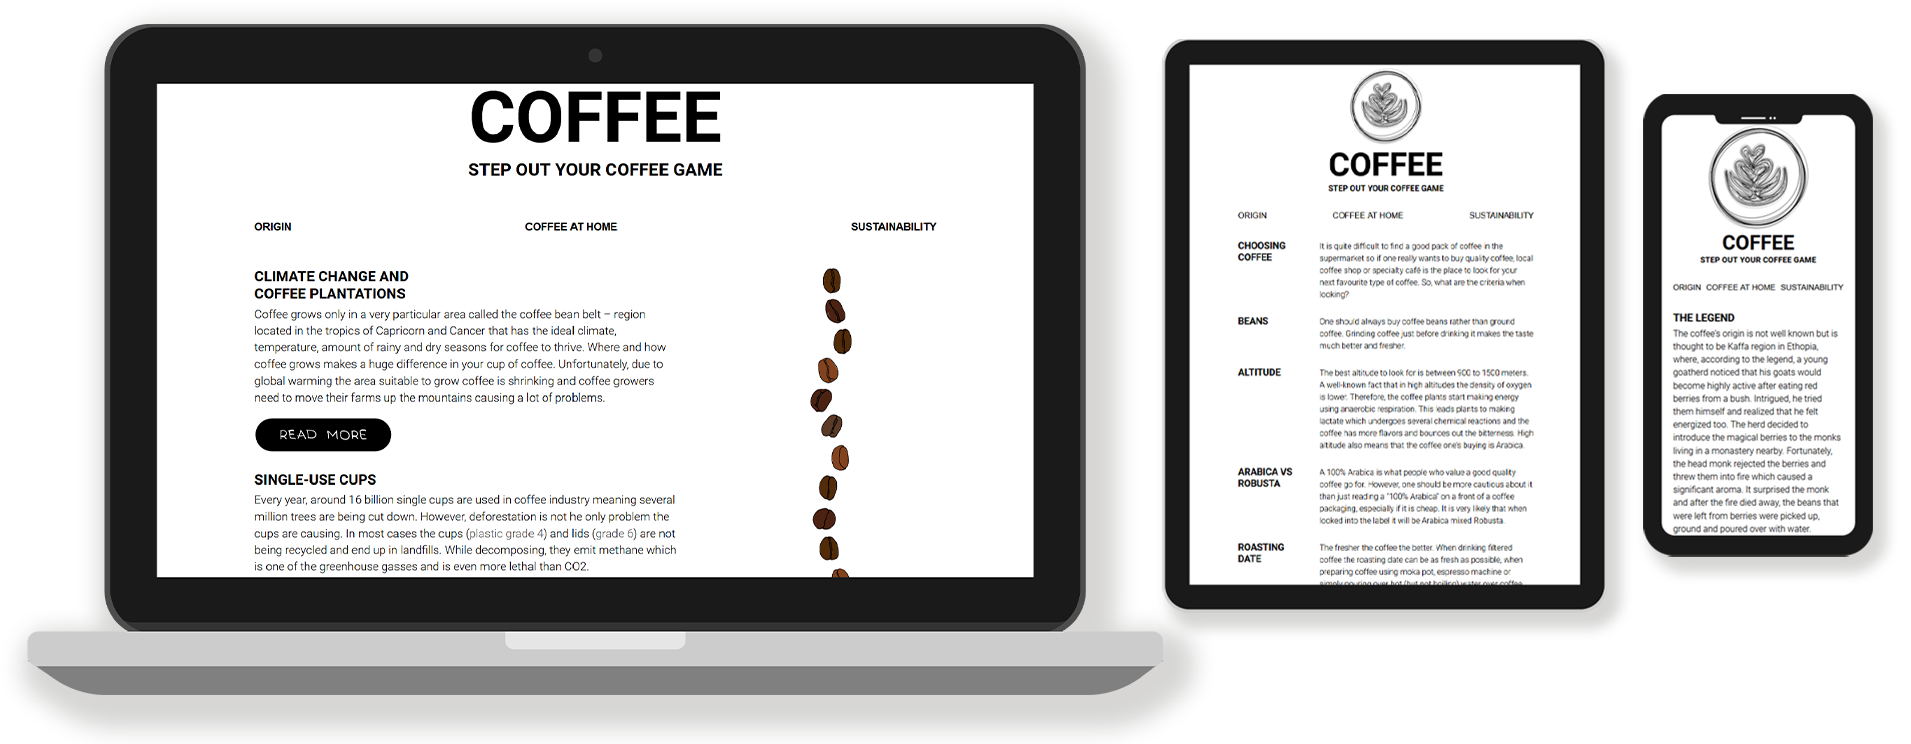 COFFEE
STEP OUT YOUR COFFEE GAME
ORIGIN COFFEE AT HOME SUSTAINABILITY
CLIMATE CHANGE AND
COFFEE PLANTATIONS
Coffee grows only in a very particular area called the coffee bean belt – region
located in the tropics of Capricorn and Cancer that has the ideal climate,
temperature, amount of rainy and dry seasons for coffee to thrive. Where and how
coffee grows makes a huge difference in your cup of coffee. Unfortunately, due to
global warming the area suitable to grow coffee is shrinking and coffee growers
need to move their farms up the mountains causing a lot of problems.
READ MORE
SINGLE-USE CUPS
Every year, around 16 billion single cups are used in coffee industry meaning several
million trees are being cut down. However, deforestation is not he only problem the
cups are causing. In most cases the cups (plastic grade 4) and lids (grade 6) are not
being recycled and end up in landfills. While decomposing, they emit methane which
is one of the greenhouse gasses and is even more lethal than CO2.
COFFEE
STEP OUT YOUR COFFEE GAME
ORIGIN COFFEE AT HOME SUSTAINABILITY
CHOOSING
COFFEE
It is quite difficult to find a good pack of coffee in the
supermarket so if one really wants to buy quality coffee, local
coffee shop or specialty café is the place to look for your
next favourite type of coffee. So, what are the criteria when
looking?
BEANS
One should always buy coffee beans rather than ground
coffee. Grinding coffee just before drinking it makes the taste
much better and fresher.
ALTITUDE
The best altitude to look for is between 900 to 1500 meters.
A well-known fact that in high altitudes the density of oxygen
is lower. Therefore, the coffee plants start making energy
using anaerobic respiration. This leads plants to making
lactate which undergoes several chemical reactions and the
coffee has more flavors and bounces out the bitterness. High
altitude also means that the coffee one's buying is Arabica.
ARABICA VS
ROBUSTA
A 100% Arabica is what people who value a good quality
coffee go for. However, one should be more cautious about it
than just reading a "100% Arabica" on a front of a coffee
packaging, especially if it is cheap. It is very likely that when
looked into the label it will be Arabica mixed Robusta.
ROASTING
DATE
The fresher the coffee the better. When drinking filtered
coffee the roasting date can be as fresh as possible, when
preparing coffee using moka pot, espresso machine or
simply pouring over hot (but not boiling) water over coffee
COFFEE
STEP OUT YOUR COFFEE GAME
ORIGIN COFFEE AT HOME SUSTAINABILITY
THE LEGEND
The coffee's origin is not well known but is
thought to be Kaffa region in Ethopia,
where, according to the legend, a young
goatherd noticed that his goats would
become highly active after eating red
berries from a bush. Intrigued, he tried
them himself and realized that he felt
energized too. The herd decided to
introduce the magical berries to the monks
living in a monastery nearby. Fortunately,
the head monk rejected the berries and
threw them into fire which caused a
significant aroma. It surprised the monk
and after the fire died away, the beans that
were left from berries were picked up,
ground and poured over with water.